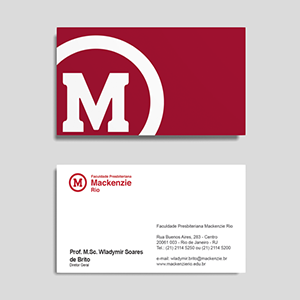 M
Faculdade Presbiteriana
M Mackenzie
Rio
Prof. M.Sc. Wladymir Soares
de Brito
Diretor Geral
Faculdade Presbiteriana Mackenzie Rio
Rua Buenos Aires, 283 - Centro
20061-003 - Rio de Janeiro - RJ
Tel.: (21) 2114 5250 ou (21) 2114 5200
e-mail: wladymir.brito@mackenzie.br
www.mackenzierio.edu.br